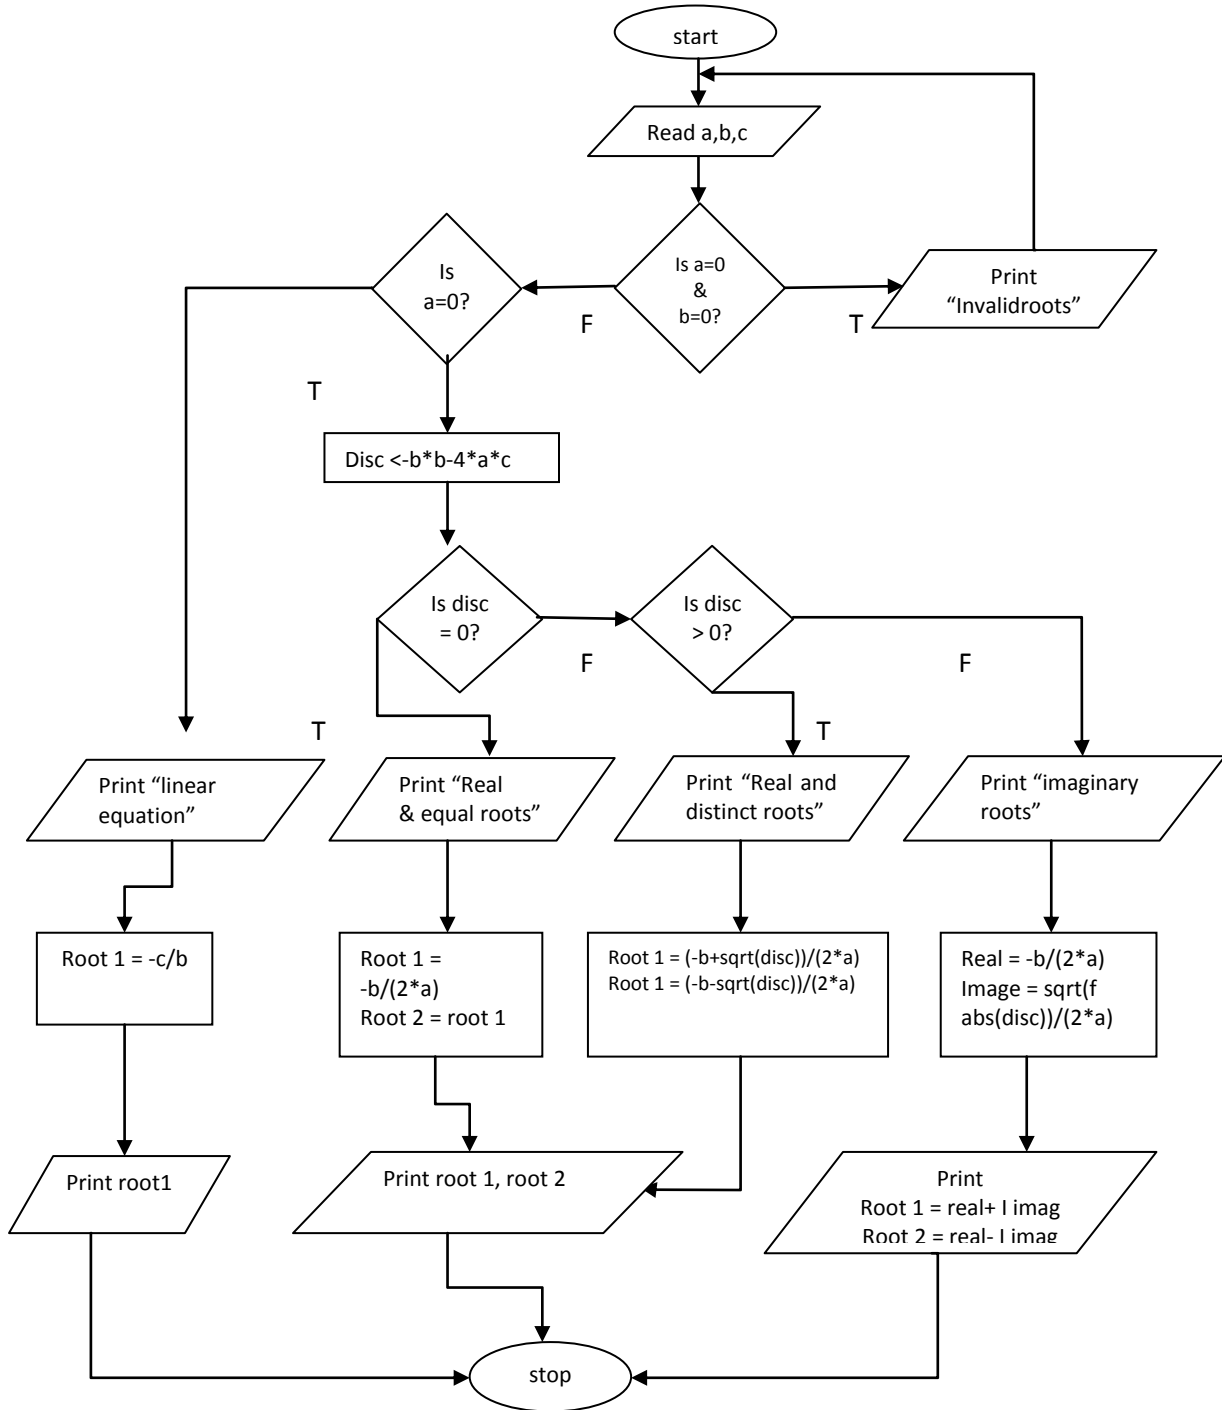 start
Read a,b,c
Is
a=0?
Is a=0
&
b=0?
Print
“Invalidroots”
F
T
T
Disc <-b*b-4*a*c
Is disc
= 0?
Is disc
> 0?
F
F
T
T
Print “linear
equation”
Print “Real
& equal roots”
Print “Real and
distinct roots”
Print “imaginary
roots”
Root 1 = -c/b
Root 1 =
-b/(2*a)
Root 2 = root 1
Root 1 = (-b+sqrt(disc))/(2*a)
Root 1 = (-b-sqrt(disc))/(2*a)
Real = -b/(2*a)
Image = sqrt(f
abs(disc))/(2*a)
Print root1
Print root 1, root 2
Print
Root 1 = real+ I imag
Root 2 = real- I imag
stop